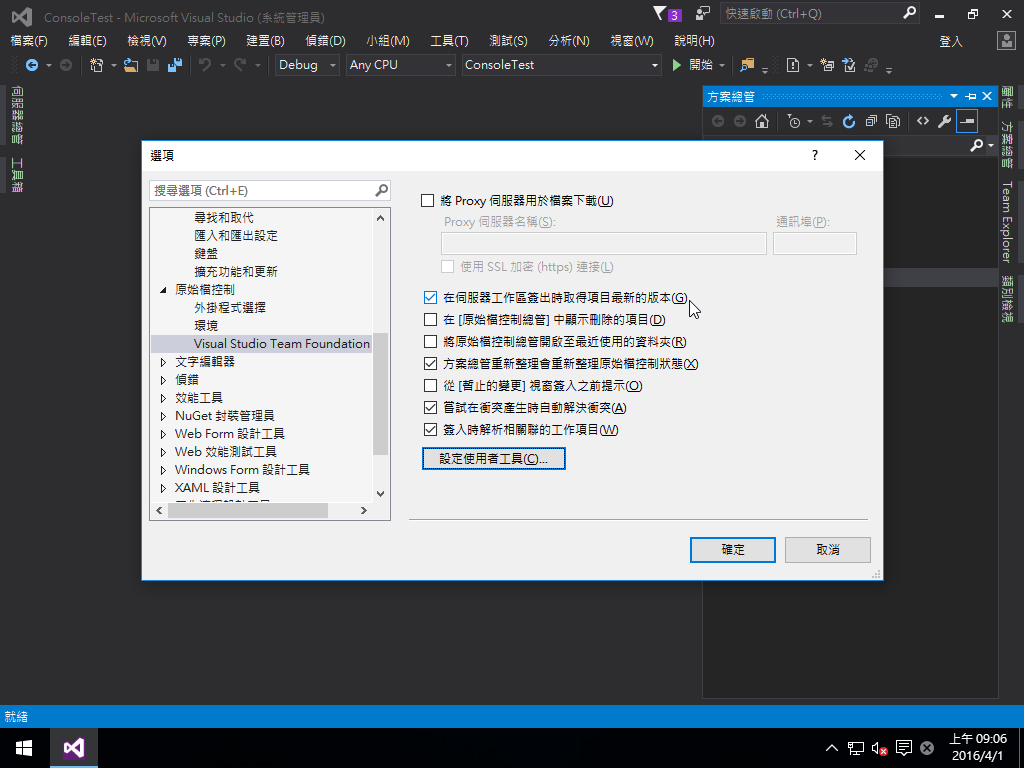 ConsoleTest - Microsoft Visual Studio (系統管理員)
3
快速啟動 (Ctrl+Q)
檔案(F) 編輯(E) 檢視(V) 專案(P) 建置(B) 偵錯(D) 小組(M) 工具(T) 測試(S) 分析(N) 視窗(W) 說明(H)
登入
Debug Any CPU ConsoleTest 開始
伺服器總管
工具箱
方案總管
屬性
方案總管
Team Explorer
類別檢視
選項
?
搜尋選項 (Ctrl+E)
尋找和取代
匯入和匯出設定
鍵盤
擴充功能和更新
原始檔控制
外掛程式選擇
環境
Visual Studio Team Foundation
文字編輯器
偵錯
效能工具
NuGet 封裝管理員
Web Form 設計工具
Web 效能測試工具
Windows Form 設計工具
XAML 設計工具
將 Proxy 伺服器用於檔案下載(U)
Proxy 伺服器名稱(S): 通訊埠(P):
使用 SSL 加密 (https) 連接(L)
在伺服器工作區簽出時取得項目最新的版本(G)
在 [原始檔控制總管] 中顯示刪除的項目(D)
將原始檔控制總管開啟至最近使用的資料夾(R)
方案總管重新整理會重新整理原始檔控制狀態(X)
從 [暫止的變更] 視窗簽入之前提示(O)
嘗試在衝突產生時自動解決衝突(A)
簽入時解析相關聯的工作項目(W)
設定使用者工具(C)...
確定 取消
就緒
上午 09:06
2016/4/1